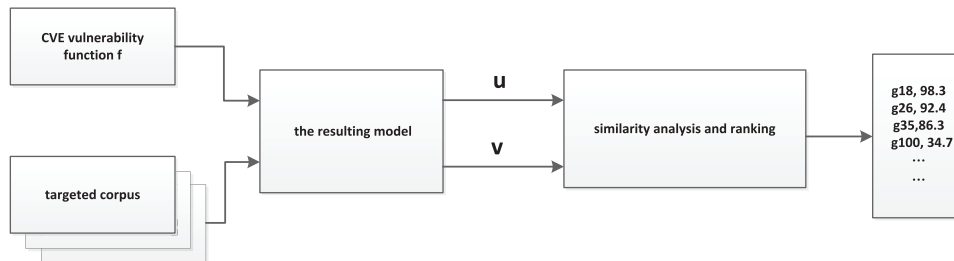 CVE vulnerability
function f
targeted corpus
the resulting model
u
v
similarity analysis and ranking
g18, 98.3
g26, 92.4
g35,86.3
g100, 34.7
...
...